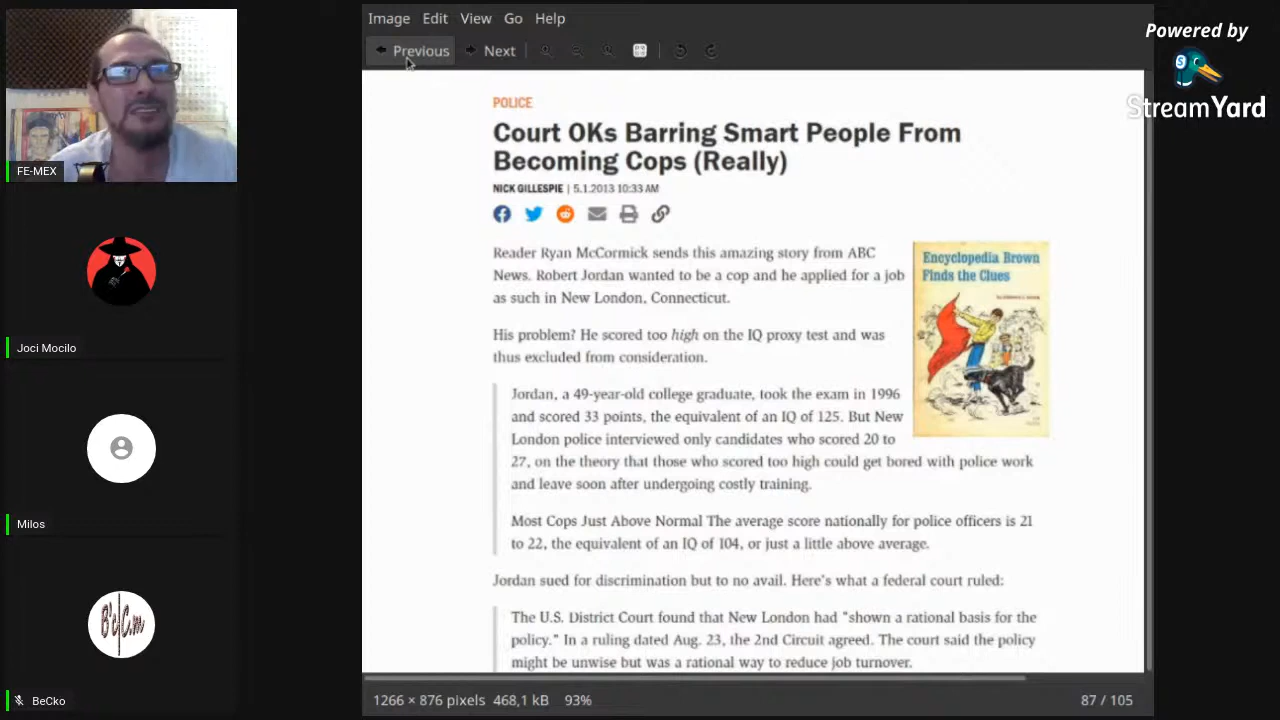 Image Edit View Go Help
Previous Next
Powered by
StreamYard
FE-MEX
Joci Mocilo
Milos
B'c C.m
BeCko
POLICE
Court OKs Barring Smart People From
Becoming Cops (Really)
NICK GILLESPIE | 5.1.2013 10:33 AM
Reader Ryan McCormick sends this amazing story from ABC
News. Robert Jordan wanted to be a cop and he applied for a job
as such in New London, Connecticut.
Encyclopedia Brown
Finds the Clues
His problem? He scored too high on the IQ proxy test and was
thus excluded from consideration.
Jordan, a 49-year-old college graduate, took the exam in 1996
and scored 33 points, the equivalent of an IQ of 125. But New
London police interviewed only candidates who scored 20 to
27, on the theory that those who scored too high could get bored with police work
and leave soon after undergoing costly training.
Most Cops Just Above Normal The average score nationally for police officers is 21
to 22, the equivalent of an IQ of 104, or just a little above average.
Jordan sued for discrimination but to no avail. Here's what a federal court ruled:
The U.S. District Court found that New London had "shown a rational basis for the
policy." In a ruling dated Aug. 23, the 2nd Circuit agreed. The court said the policy
might be unwise but was a rational way to reduce job turnover.
1266 × 876 pixels 468,1 kB 93%
87 / 105